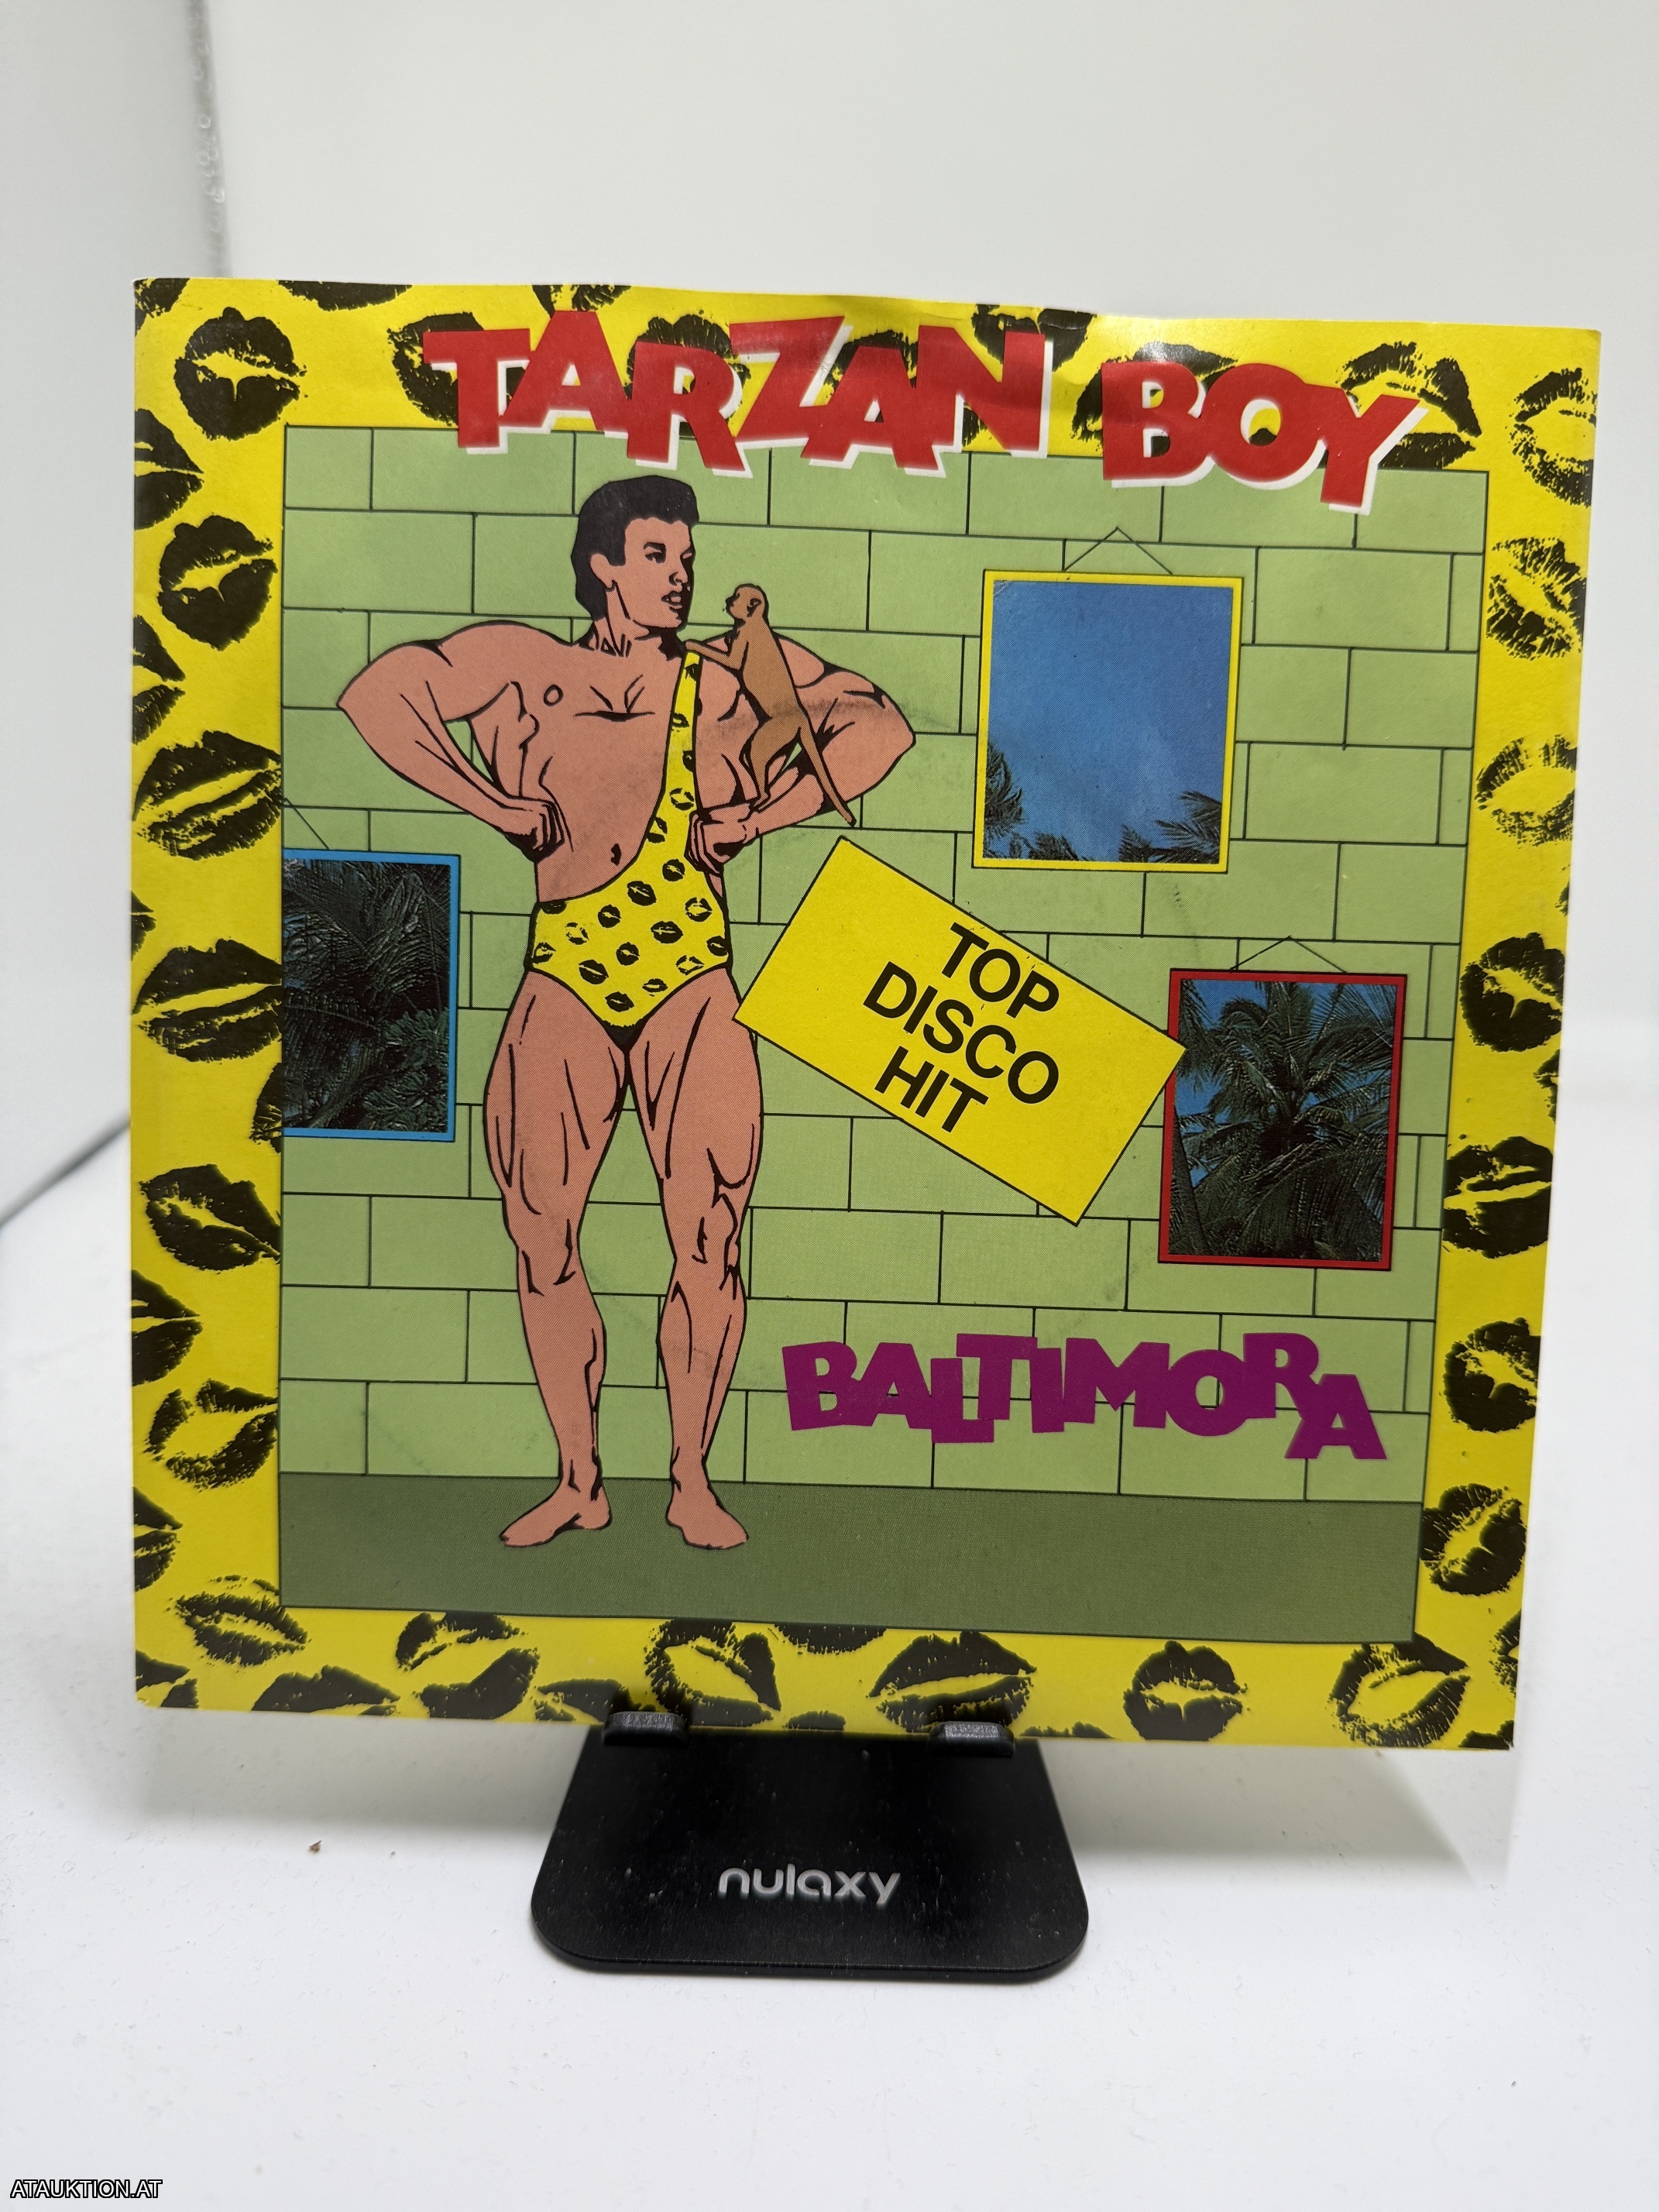 TARZAN BOY
TOP
DISCO
HIT
BALTIMORA
nulaxy
ATAUKTION.AT